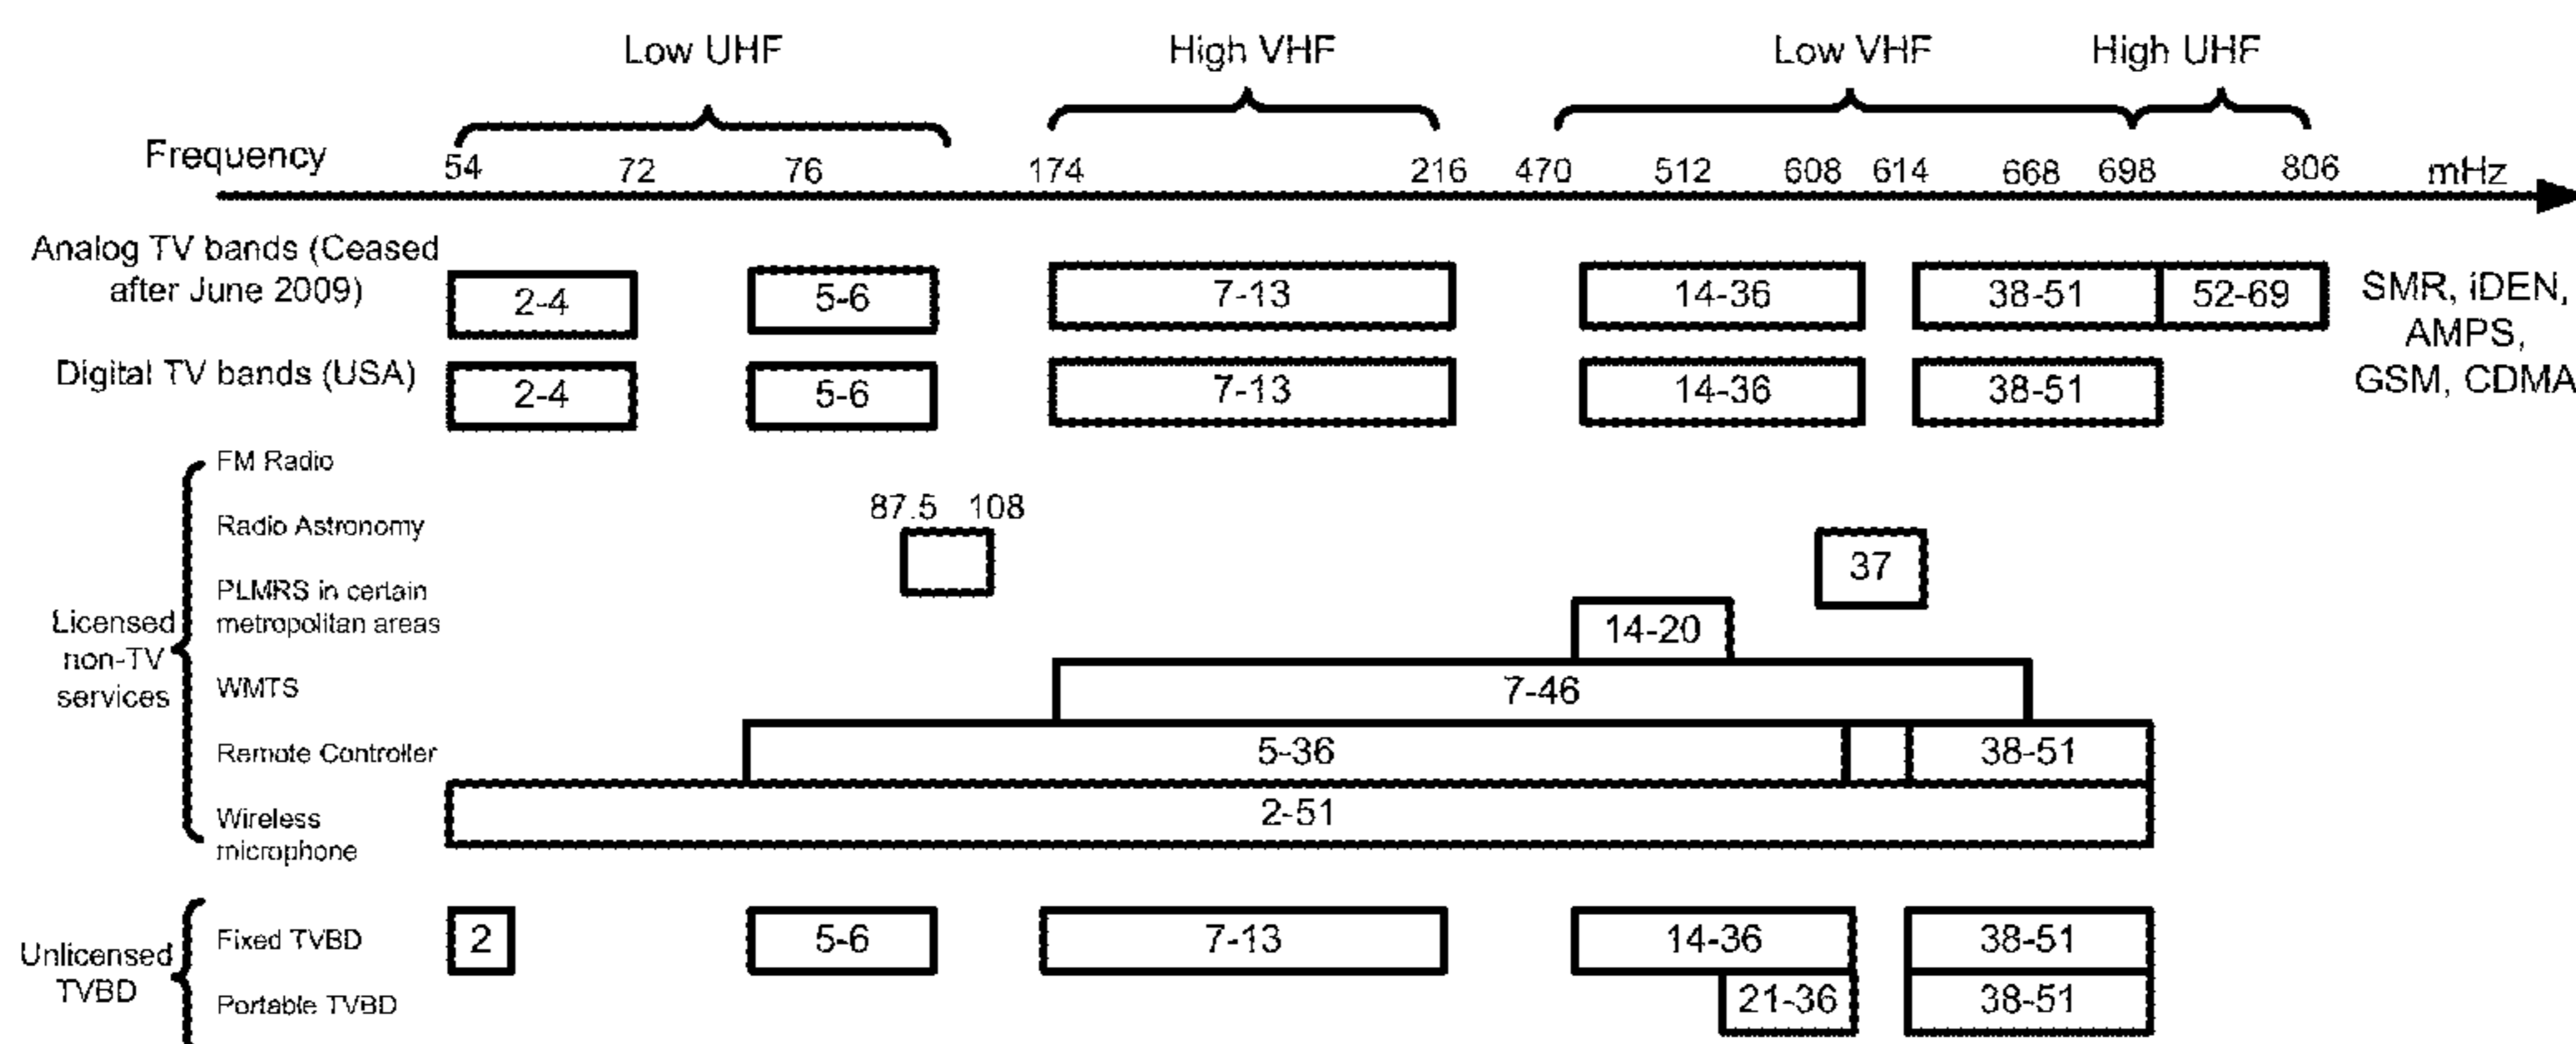 Low UHF High VHF Low VHF High UHF
Frequency 54 72 76 174 216 470 512 608 614 668 698 806 mHz
Analog TV bands (Ceased
after June 2009)
2-4 5-6 7-13 14-36 38-51 52-69
SMR, iDEN,
AMPS,
GSM, CDMA
Digital TV bands (USA)
2-4 5-6 7-13 14-36 38-51
Licensed
non-TV
services
FM Radio
87.5 108
Radio Astronomy
37
PLMRS in certain
metropolitan areas
14-20
WMTS
7-46
Remote Controller
5-36 38-51
Wireless
microphone
2-51
Unlicensed
TVBD
Fixed TVBD
2 5-6 7-13 14-36 38-51
Portable TVBD
21-36 38-51